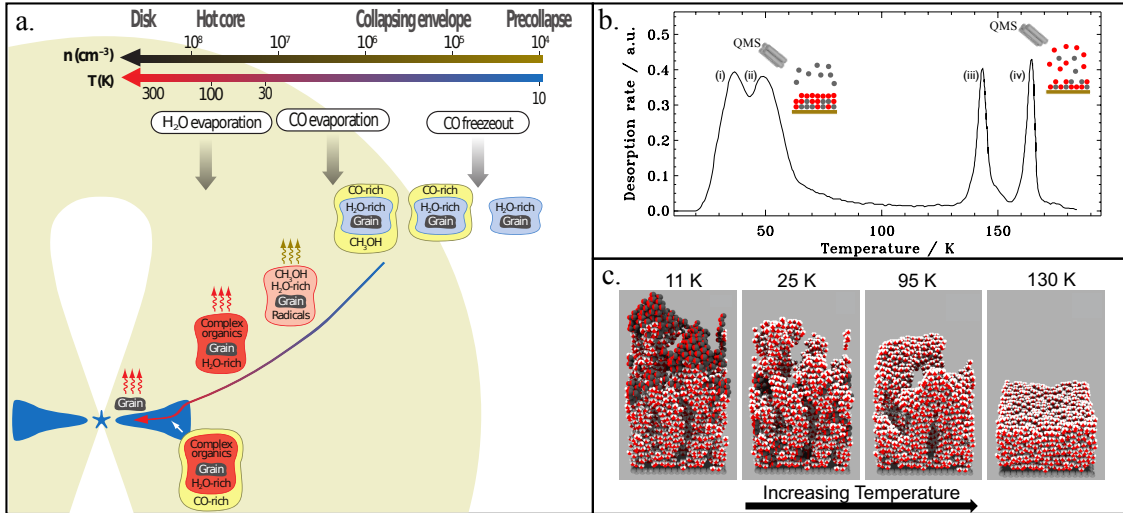 a.
Disk Hot core Collapsing envelope Precollapse
10⁸ 10⁷ 10⁶ 10⁵ 10⁴
n (cm⁻³)
T(K)
300 100 30 10
H₂O evaporation CO evaporation CO freezeout
CO-rich
H₂O-rich
Grain
CH₃OH
CO-rich
H₂O-rich
Grain
H₂O-rich
Grain
CH₃OH
H₂O-rich
Grain
Radicals
Complex
organics
Grain
H₂O-rich
Grain
Complex
organics
Grain
H₂O-rich
CO-rich
b.
Desorption rate / a.u.
0.5
0.4
0.3
0.2
0.1
0.0
(i) (ii) (iii) (iv)
QMS
QMS
50 100 150
Temperature / K
c.
11 K 25 K 95 K 130 K
Increasing Temperature